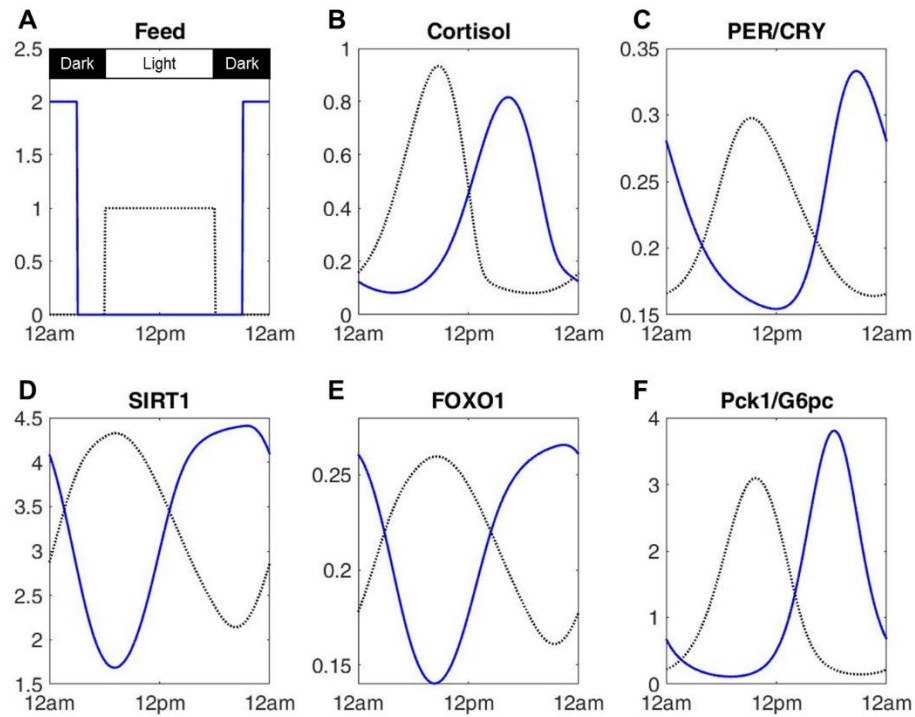 A
Feed
2.5
Dark
Light
Dark
2
1.5
1
0.5
0
12am
12pm
12am
B
Cortisol
1
0.8
0.6
0.4
0.2
0
12am
12pm
12am
C
PER/CRY
0.35
0.3
0.25
0.2
0.15
12am
12pm
12am
D
SIRT1
4.5
4
3.5
3
2.5
2
1.5
12am
12pm
12am
E
FOXO1
0.25
0.2
0.15
12am
12pm
12am
F
Pck1/G6pc
4
3
2
1
0
12am
12pm
12am